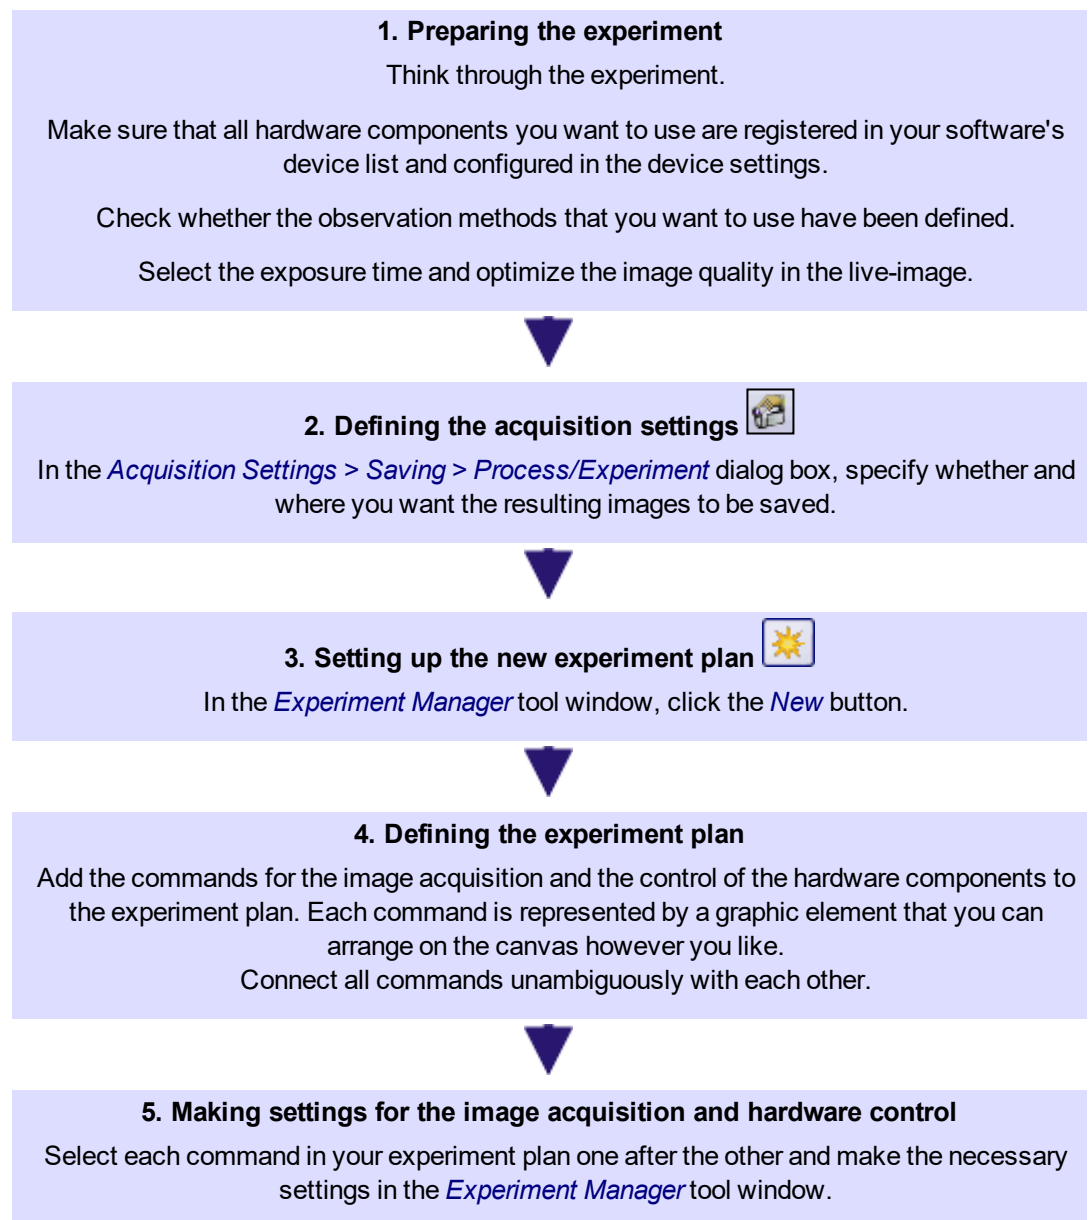 1. Preparing the experiment
Think through the experiment.
Make sure that all hardware components you want to use are registered in your software's
device list and configured in the device settings.
Check whether the observation methods that you want to use have been defined.
Select the exposure time and optimize the image quality in the live-image.
2. Defining the acquisition settings
In the Acquisition Settings > Saving > Process/Experiment dialog box, specify whether and
where you want the resulting images to be saved.
3. Setting up the new experiment plan
In the Experiment Manager tool window, click the New button.
4. Defining the experiment plan
Add the commands for the image acquisition and the control of the hardware components to
the experiment plan. Each command is represented by a graphic element that you can
arrange on the canvas however you like.
Connect all commands unambiguously with each other.
5. Making settings for the image acquisition and hardware control
Select each command in your experiment plan one after the other and make the necessary
settings in the Experiment Manager tool window.